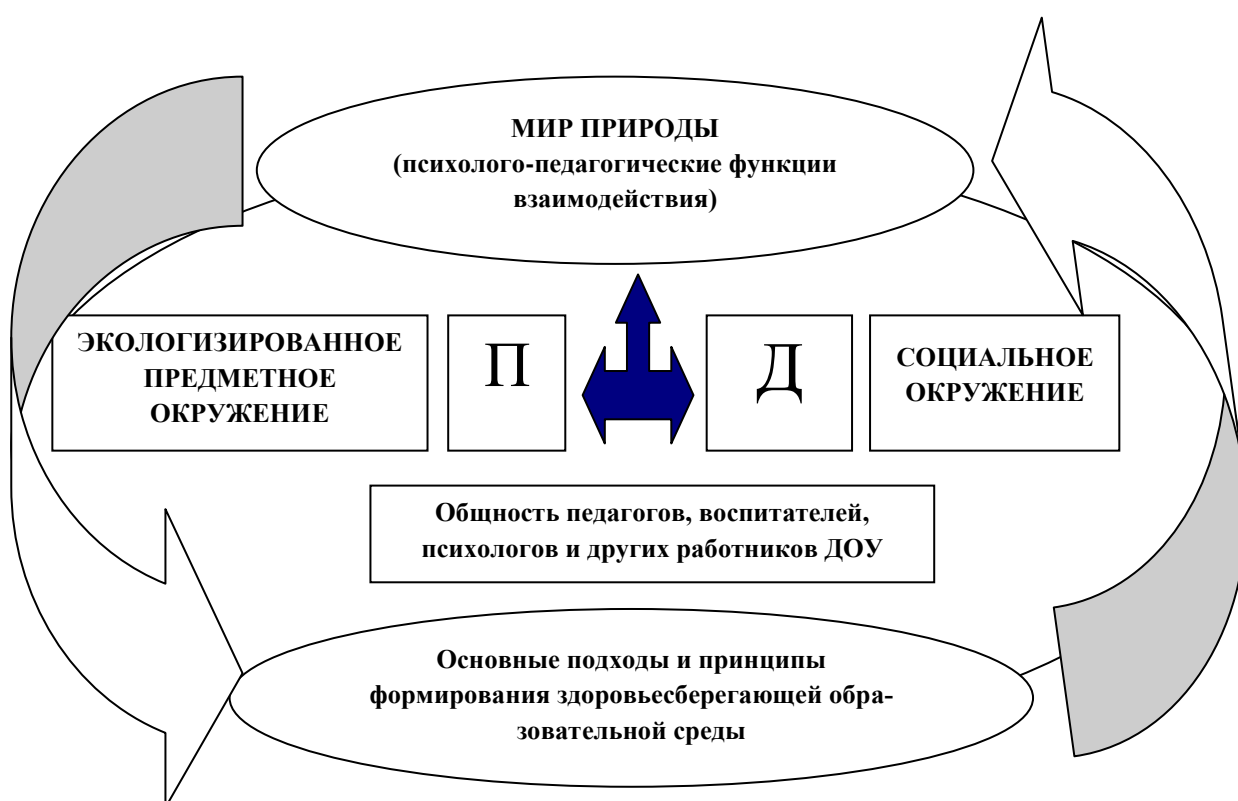 МИР ПРИРОДЫ
(психолого-педагогические функции
взаимодействия)
ЭКОЛОГИЗИРОВАННОЕ
ПРЕДМЕТНОЕ
ОКРУЖЕНИЕ
П
Д
СОЦИАЛЬНОЕ
ОКРУЖЕНИЕ
Общность педагогов, воспитателей,
психологов и других работников ДОУ
Основные подходы и принципы
формирования здоровьесберегающей обра-
зовательной среды